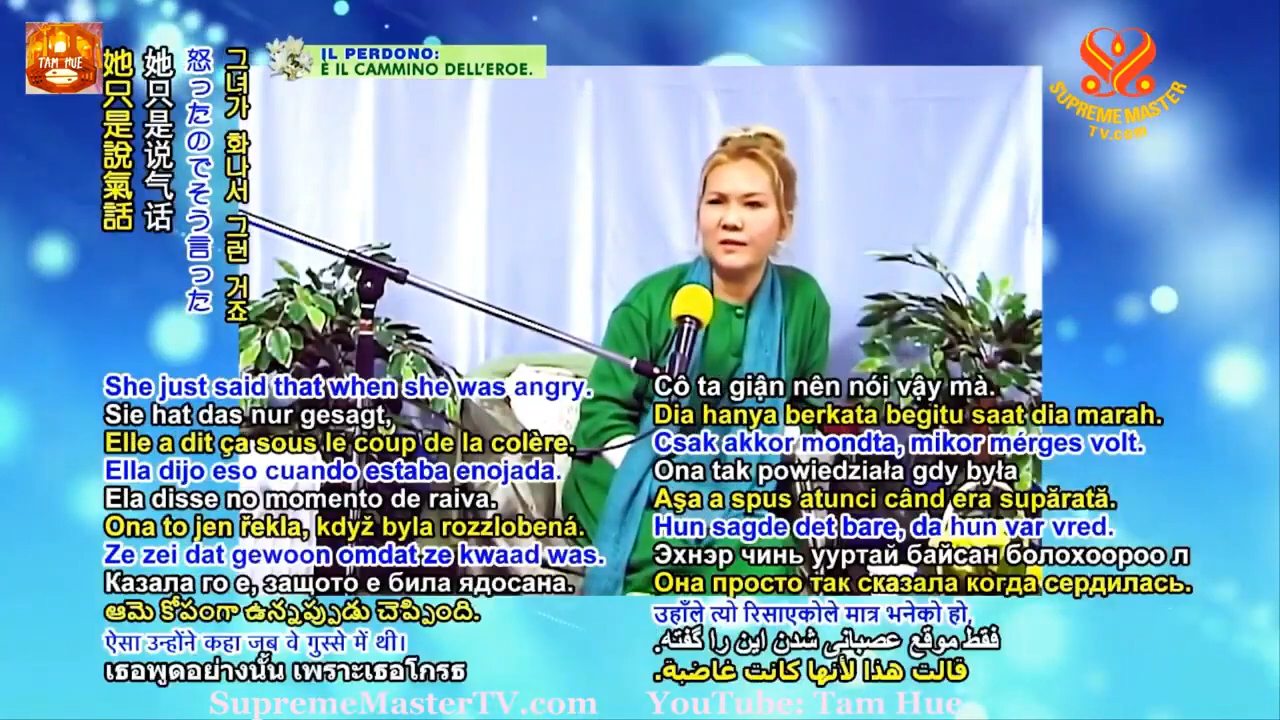 TAM HUE
她只是說氣話
她只是说气话
怒ったのでそう言った
그녀가 화나서 그런 거죠
IL PERDONO:
È IL CAMMINO DELL'EROE.
SUPREME MASTER
TV.COM
She just said that when she was angry.
Sie hat das nur gesagt,
Elle a dit ça sous le coup de la colère.
Ella dijo eso cuando estaba enojada.
Ela disse no momento de raiva.
Ona to jen řekla, když byla rozzlobená.
Ze zei dat gewoon omdat ze kwaad was.
Казала го е, защото е била ядосана.
ఆమె కోపంగా ఉన్నప్పుడు చెప్పింది.
ऐसा उन्होंने कहा जब वे गुस्से में थी।
เธอพูดอย่างนั้น เพราะเธอโกรธ
Cô ta giận nên nói vậy mà.
Dia hanya berkata begitu saat dia marah.
Csak akkor mondta, mikor mérges volt.
Ona tak powiedziała gdy była
Aşa a spus atunci când era supărată.
Hun sagde det bare, da hun var vred.
Эхнэр чинь ууртай байсан болохоороо л
Она просто так сказала когда сердилась.
उहाँले त्यो रिसाएकोले मात्र भनेको हो,
فقط موقع عصبانی شدن این را گفته.
قالت هذا لأنها كانت غاضبة.
SupremeMasterTV.com
YouTube: Tam Hue